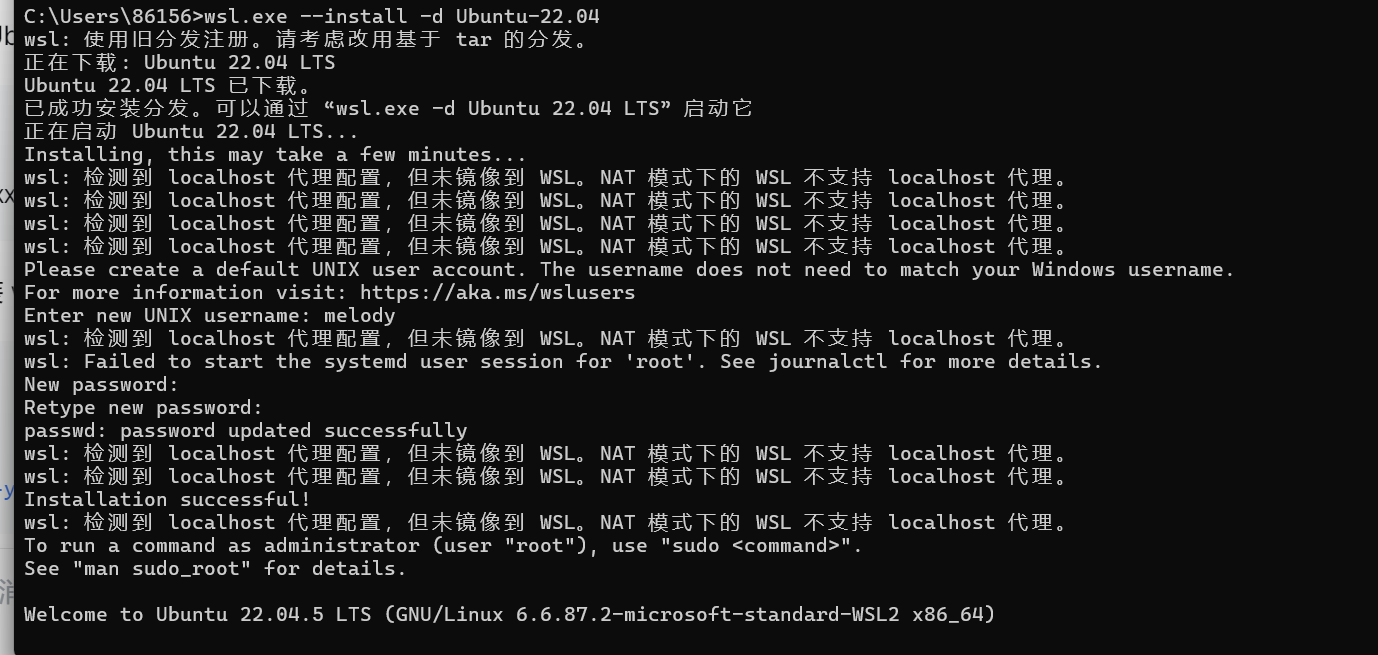 C:\Users\86156>wsl.exe --install -d Ubuntu-22.04
wsl: 使用旧分发注册。请考虑改用基于 tar 的分发。
正在下载: Ubuntu 22.04 LTS
Ubuntu 22.04 LTS 已下载。
已成功安装分发。可以通过 “wsl.exe -d Ubuntu 22.04 LTS” 启动它
正在启动 Ubuntu 22.04 LTS...
Installing, this may take a few minutes...
wsl: 检测到 localhost 代理配置，但未镜像到 WSL。NAT 模式下的 WSL 不支持 localhost 代理。
wsl: 检测到 localhost 代理配置，但未镜像到 WSL。NAT 模式下的 WSL 不支持 localhost 代理。
wsl: 检测到 localhost 代理配置，但未镜像到 WSL。NAT 模式下的 WSL 不支持 localhost 代理。
wsl: 检测到 localhost 代理配置，但未镜像到 WSL。NAT 模式下的 WSL 不支持 localhost 代理。
Please create a default UNIX user account. The username does not need to match your Windows username.
For more information visit: https://aka.ms/wslusers
Enter new UNIX username: melody
wsl: 检测到 localhost 代理配置，但未镜像到 WSL。NAT 模式下的 WSL 不支持 localhost 代理。
wsl: Failed to start the systemd user session for 'root'. See journalctl for more details.
New password:
Retype new password:
passwd: password updated successfully
wsl: 检测到 localhost 代理配置，但未镜像到 WSL。NAT 模式下的 WSL 不支持 localhost 代理。
wsl: 检测到 localhost 代理配置，但未镜像到 WSL。NAT 模式下的 WSL 不支持 localhost 代理。
Installation successful!
wsl: 检测到 localhost 代理配置，但未镜像到 WSL。NAT 模式下的 WSL 不支持 localhost 代理。
To run a command as administrator (user "root"), use "sudo <command>".
See "man sudo_root" for details.
Welcome to Ubuntu 22.04.5 LTS (GNU/Linux 6.6.87.2-microsoft-standard-WSL2 x86_64)